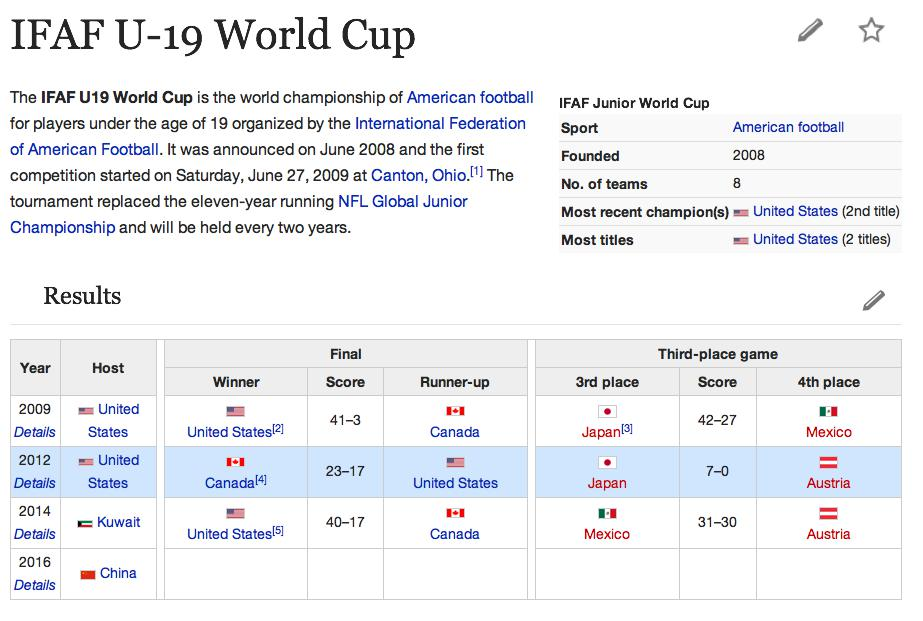 IFAF U-19 World Cup
The IFAF U19 World Cup is the world championship of American football
for players under the age of 19 organized by the International Federation
of American Football. It was announced on June 2008 and the first
competition started on Saturday, June 27, 2009 at Canton, Ohio.[1] The
tournament replaced the eleven-year running NFL Global Junior
Championship and will be held every two years.
IFAF Junior World Cup
Sport American football
Founded 2008
No. of teams 8
Most recent champion(s) United States (2nd title)
Most titles United States (2 titles)
Results
Year Host Final Third-place game
Winner Score Runner-up 3rd place Score 4th place
2009 Details United States United States[2] 41–3 Canada Japan[3] 42–27 Mexico
2012 Details United States Canada[4] 23–17 United States Japan 7–0 Austria
2014 Details Kuwait United States[5] 40–17 Canada Mexico 31–30 Austria
2016 Details China